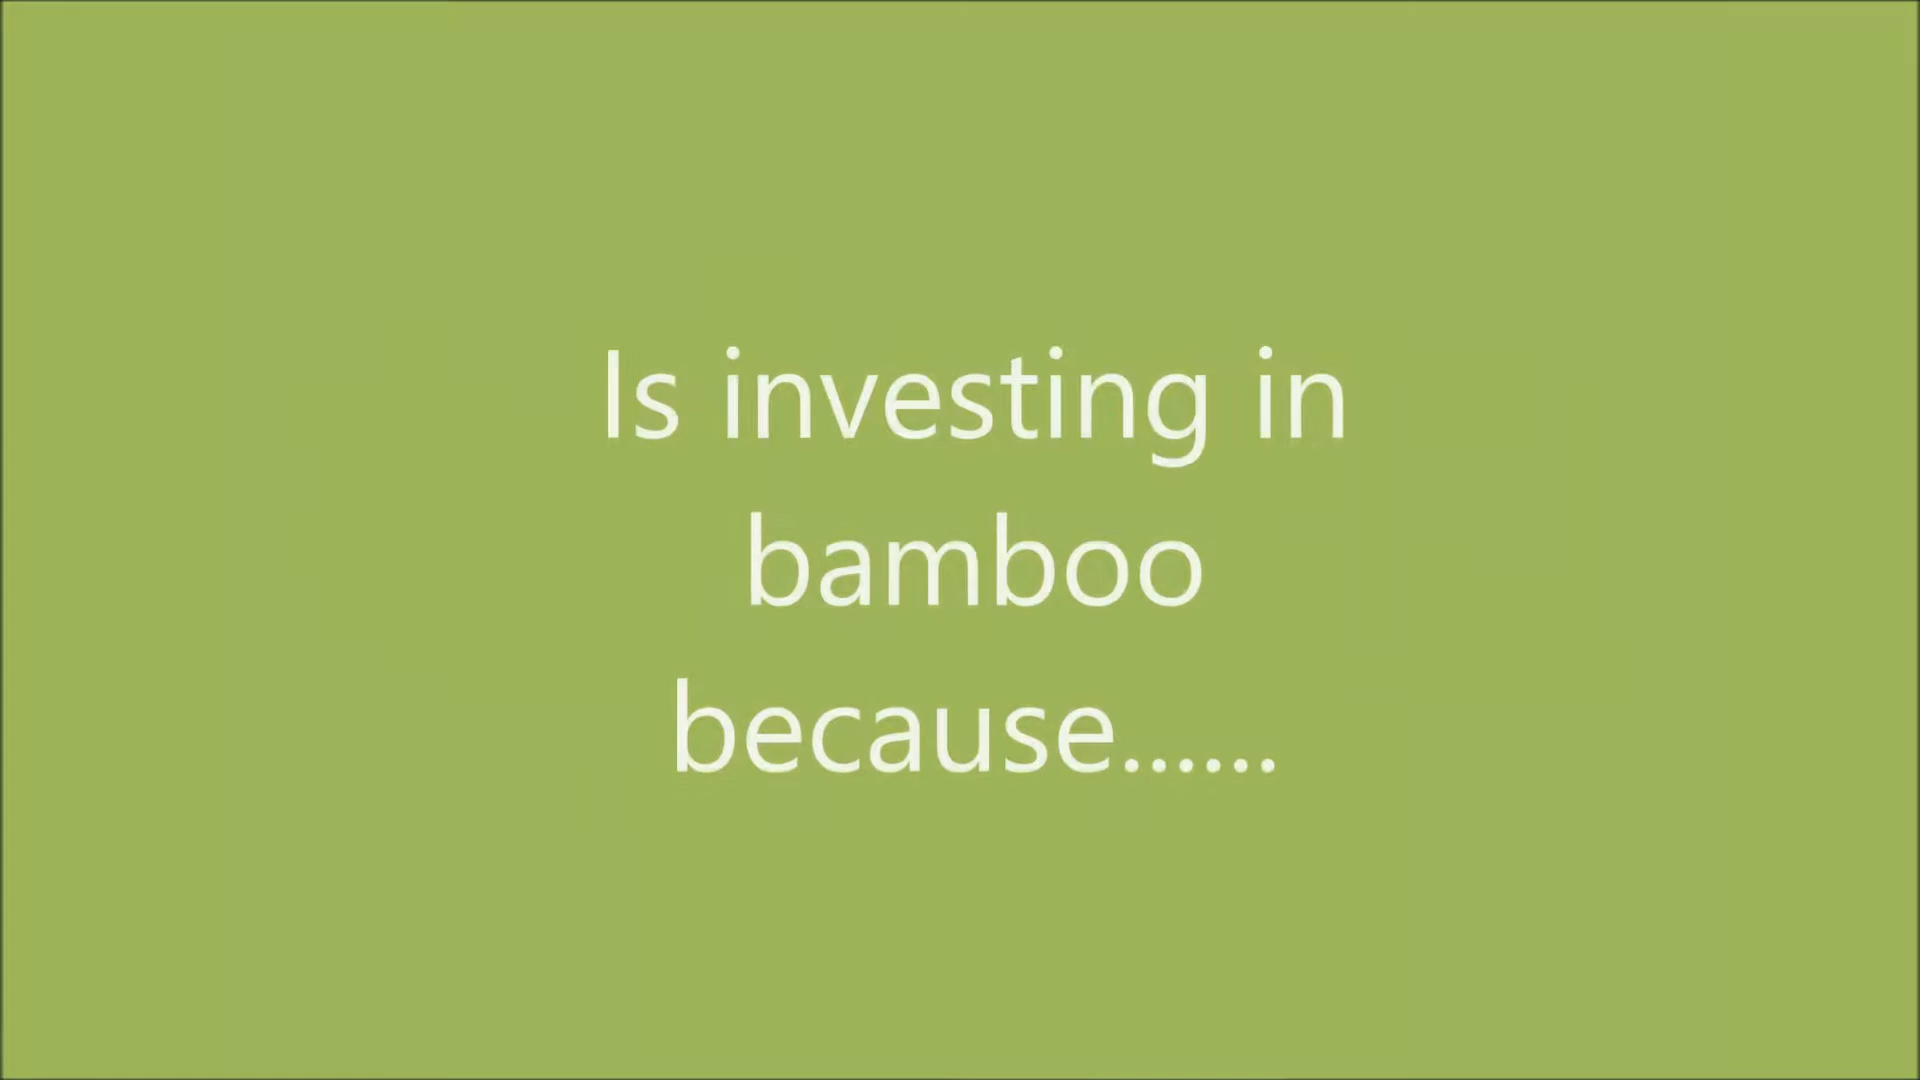 Is investing in
bamboo
because......